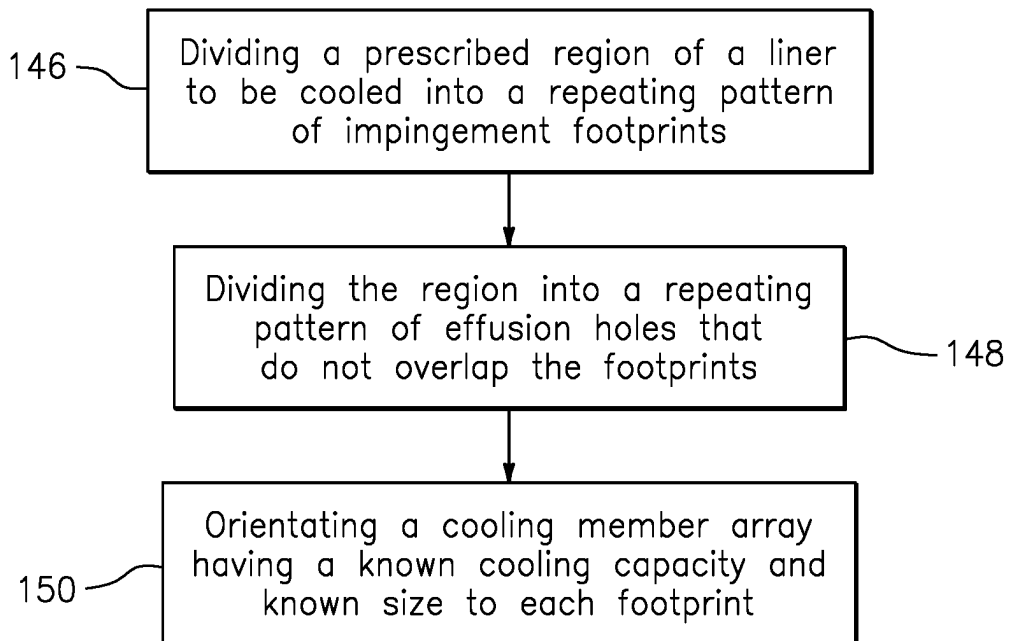 146
Dividing a prescribed region of a liner
to be cooled into a repeating pattern
of impingement footprints
Dividing the region into a repeating
pattern of effusion holes that
do not overlap the footprints
148
150
Orientating a cooling member array
having a known cooling capacity and
known size to each footprint